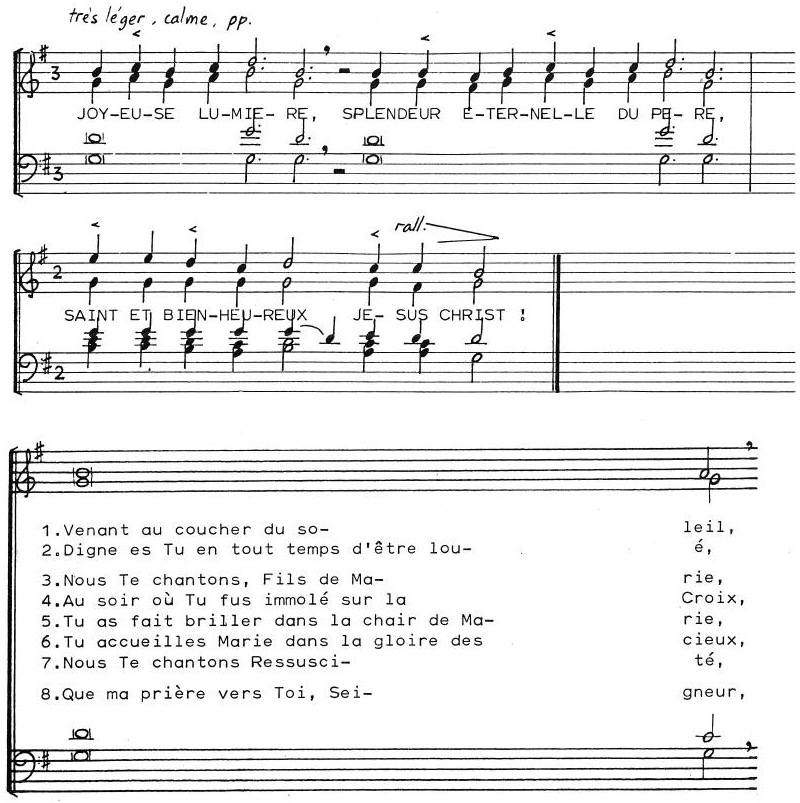 très léger, calme, pp.
3
JOY-EU-SE LU-MIE-RE, SPLENDEUR E-TER-NEL-LE DU PE-RE,
3
rall.
2
SAINT ET BIEN-HEU-REUX JE-SUS CHRIST !
2
1.Venant au coucher du so- leil,
2.Digne es Tu en tout temps d'être lou- é,
3.Nous Te chantons, Fils de Ma- rie,
4.Au soir où Tu fus immolé sur la Croix,
5.Tu as fait briller dans la chair de Ma- rie,
6.Tu accueilles Marie dans la gloire des cieux,
7.Nous Te chantons Ressusci- té,
8.Que ma prière vers Toi, Sei- gneur,